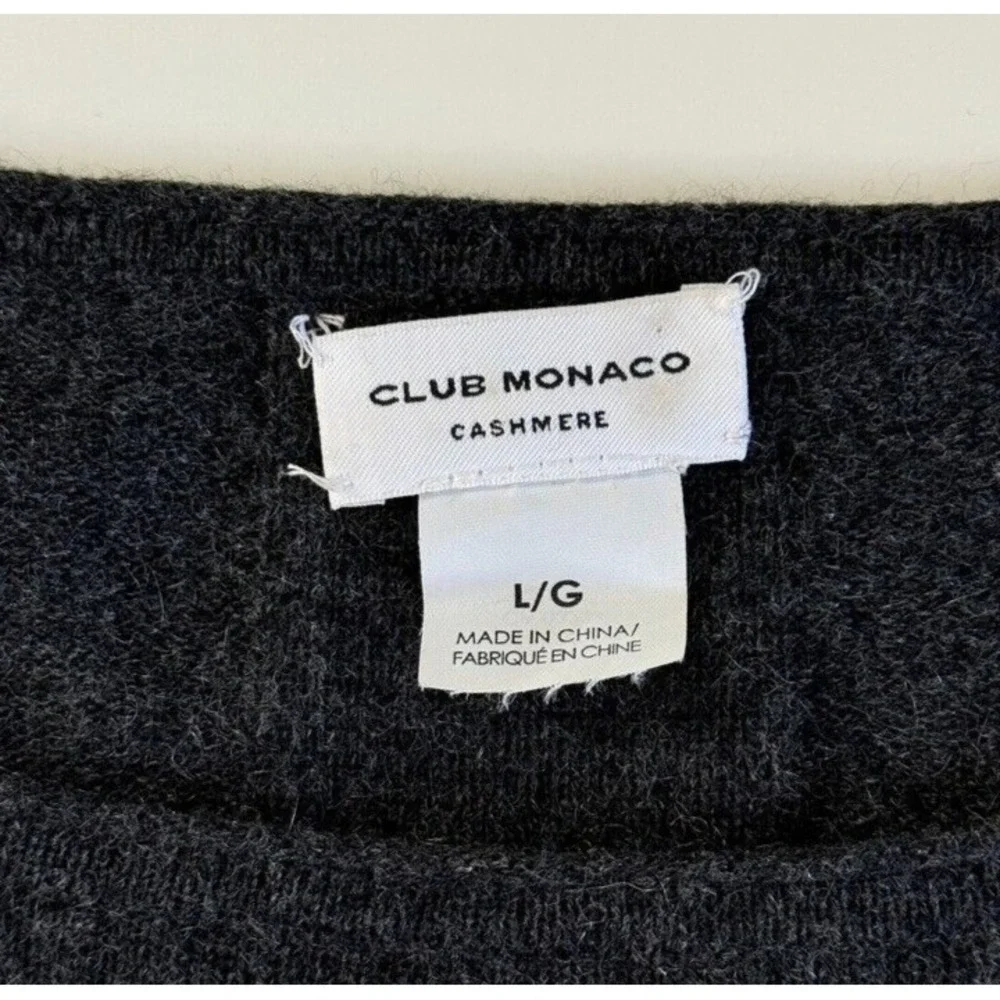 CLUB MONACO
CASHMERE
L/G
MADE IN CHINA/
FABRIQUÉ EN CHINE